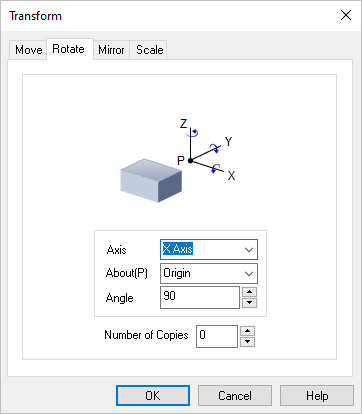 Transform
Move Rotate Mirror Scale
Z
Y
P
X
Axis X Axis
About(P) Origin
Angle 90
Number of Copies 0
OK Cancel Help